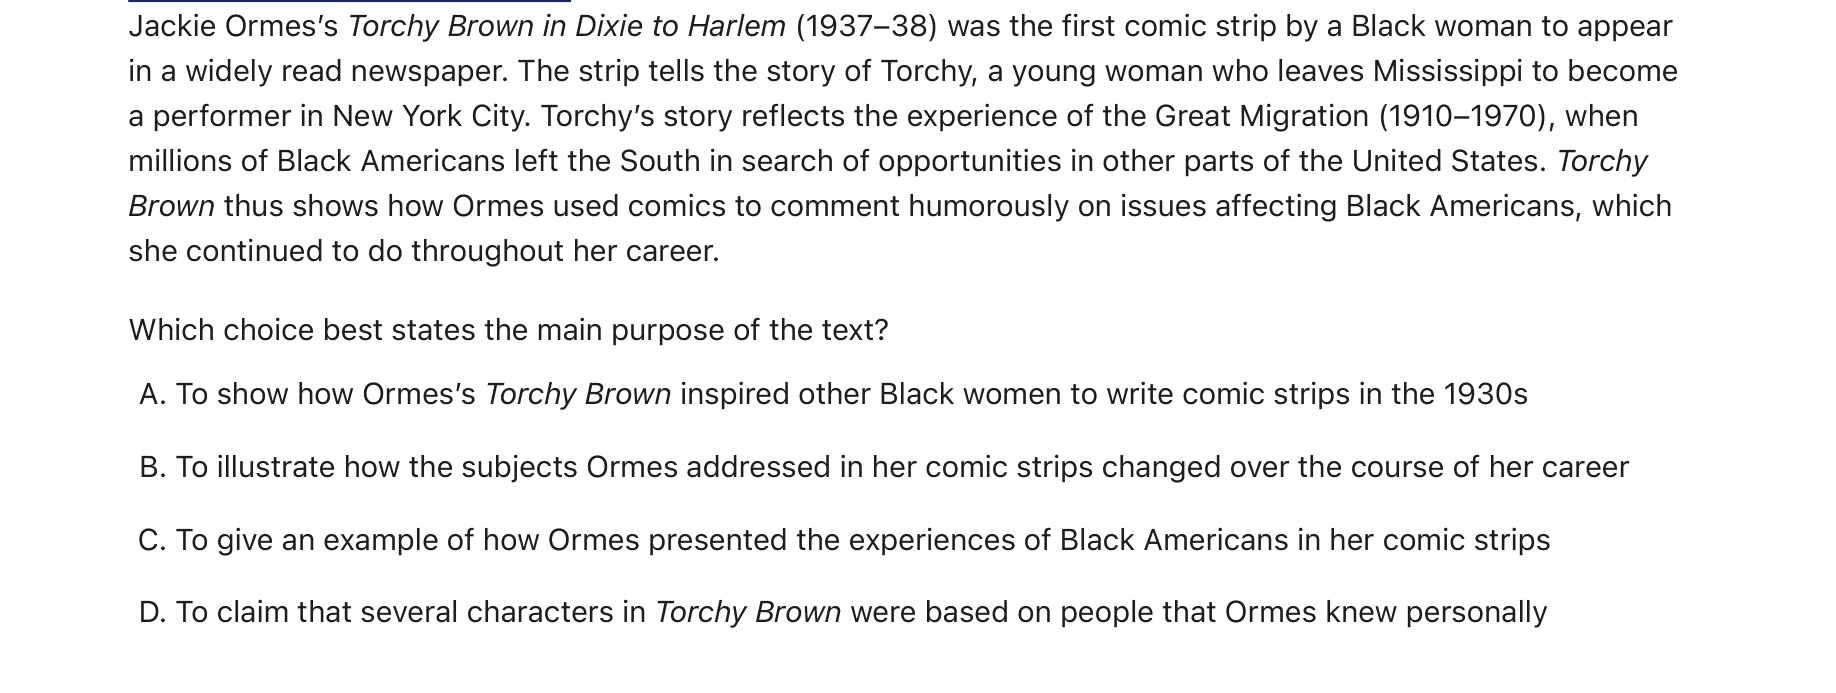 Jackie Ormes’s Torchy Brown in Dixie to Harlem (1937–38) was the first comic strip by a Black woman to appear
in a widely read newspaper. The strip tells the story of Torchy, a young woman who leaves Mississippi to become
a performer in New York City. Torchy’s story reflects the experience of the Great Migration (1910–1970), when
millions of Black Americans left the South in search of opportunities in other parts of the United States. Torchy
Brown thus shows how Ormes used comics to comment humorously on issues affecting Black Americans, which
she continued to do throughout her career.
Which choice best states the main purpose of the text?
A. To show how Ormes’s Torchy Brown inspired other Black women to write comic strips in the 1930s
B. To illustrate how the subjects Ormes addressed in her comic strips changed over the course of her career
C. To give an example of how Ormes presented the experiences of Black Americans in her comic strips
D. To claim that several characters in Torchy Brown were based on people that Ormes knew personally